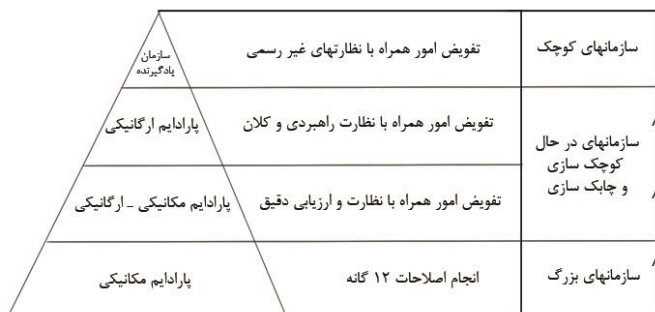 سازمانهای کوچک
تفویض امور همراه با نظارتهای غیر رسمی
سازمان
یادگیرنده
سازمانهای در حال
کوچک سازی
و چابک سازی
تفویض امور همراه با نظارت راهبردی و کلان
پارادایم ارگانیکی
تفویض امور همراه با نظارت و ارزیابی دقیق
پارادایم مکانیکی – ارگانیکی
سازمانهای بزرگ
انجام اصلاحات ۱۲ گانه
پارادایم مکانیکی